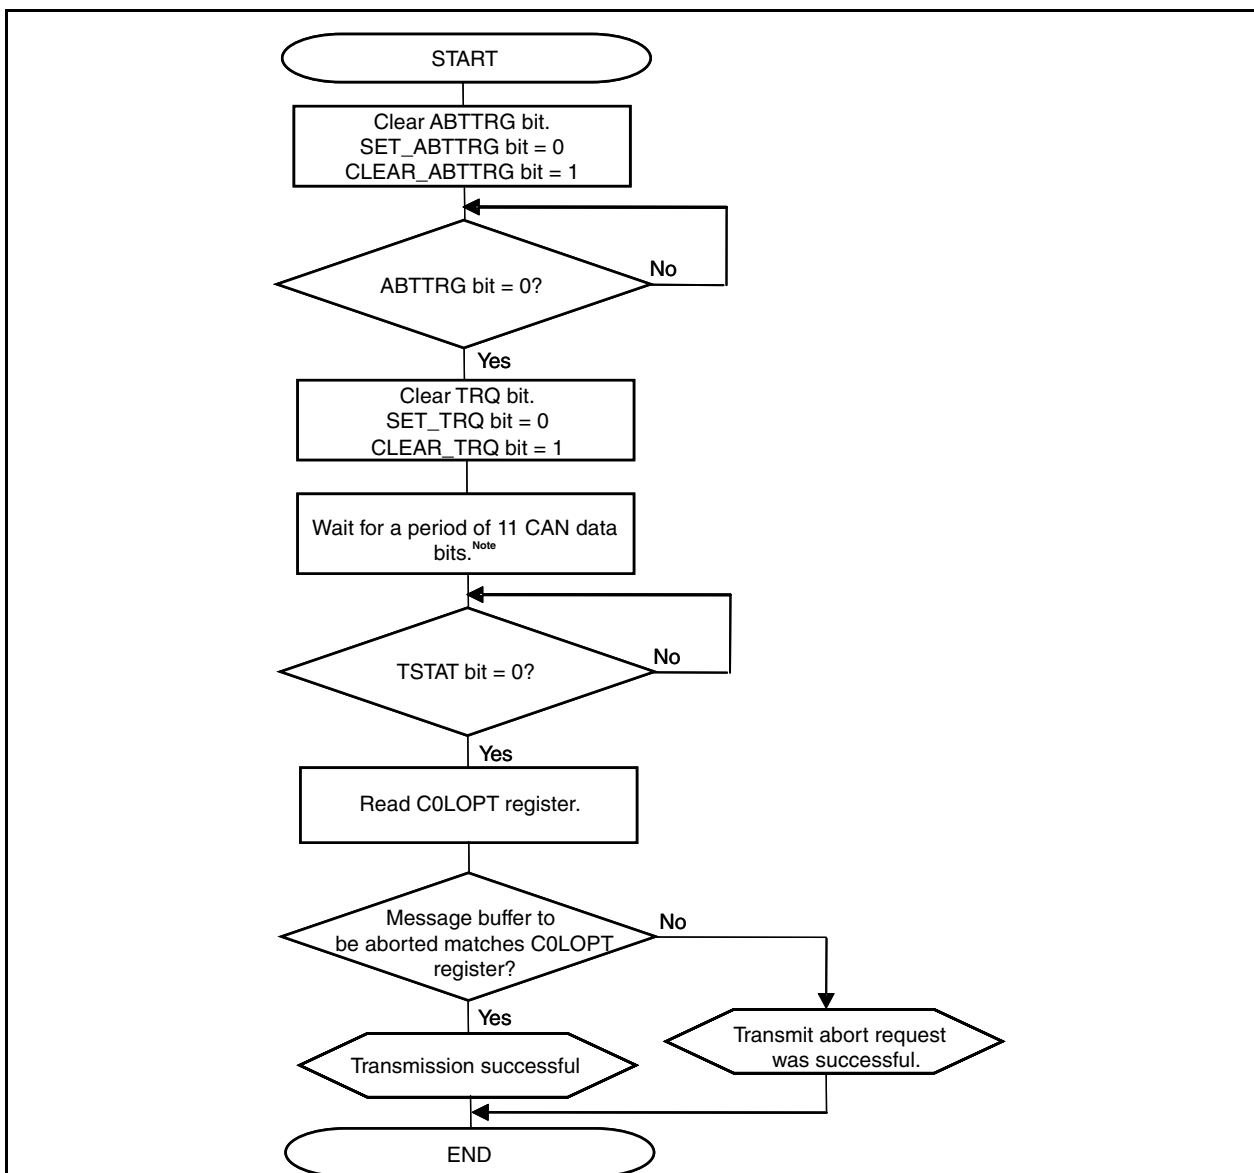 START
Clear ABTTRG bit.
SET_ABTTRG bit = 0
CLEAR_ABTTRG bit = 1
ABTTRG bit = 0?
No
Yes
Clear TRQ bit.
SET_TRQ bit = 0
CLEAR_TRQ bit = 1
Wait for a period of 11 CAN data
bits.Note
TSTAT bit = 0?
No
Yes
Read C0LOPT register.
Message buffer to
be aborted matches C0LOPT
register?
No
Yes
Transmission successful
Transmit abort request
was successful.
END